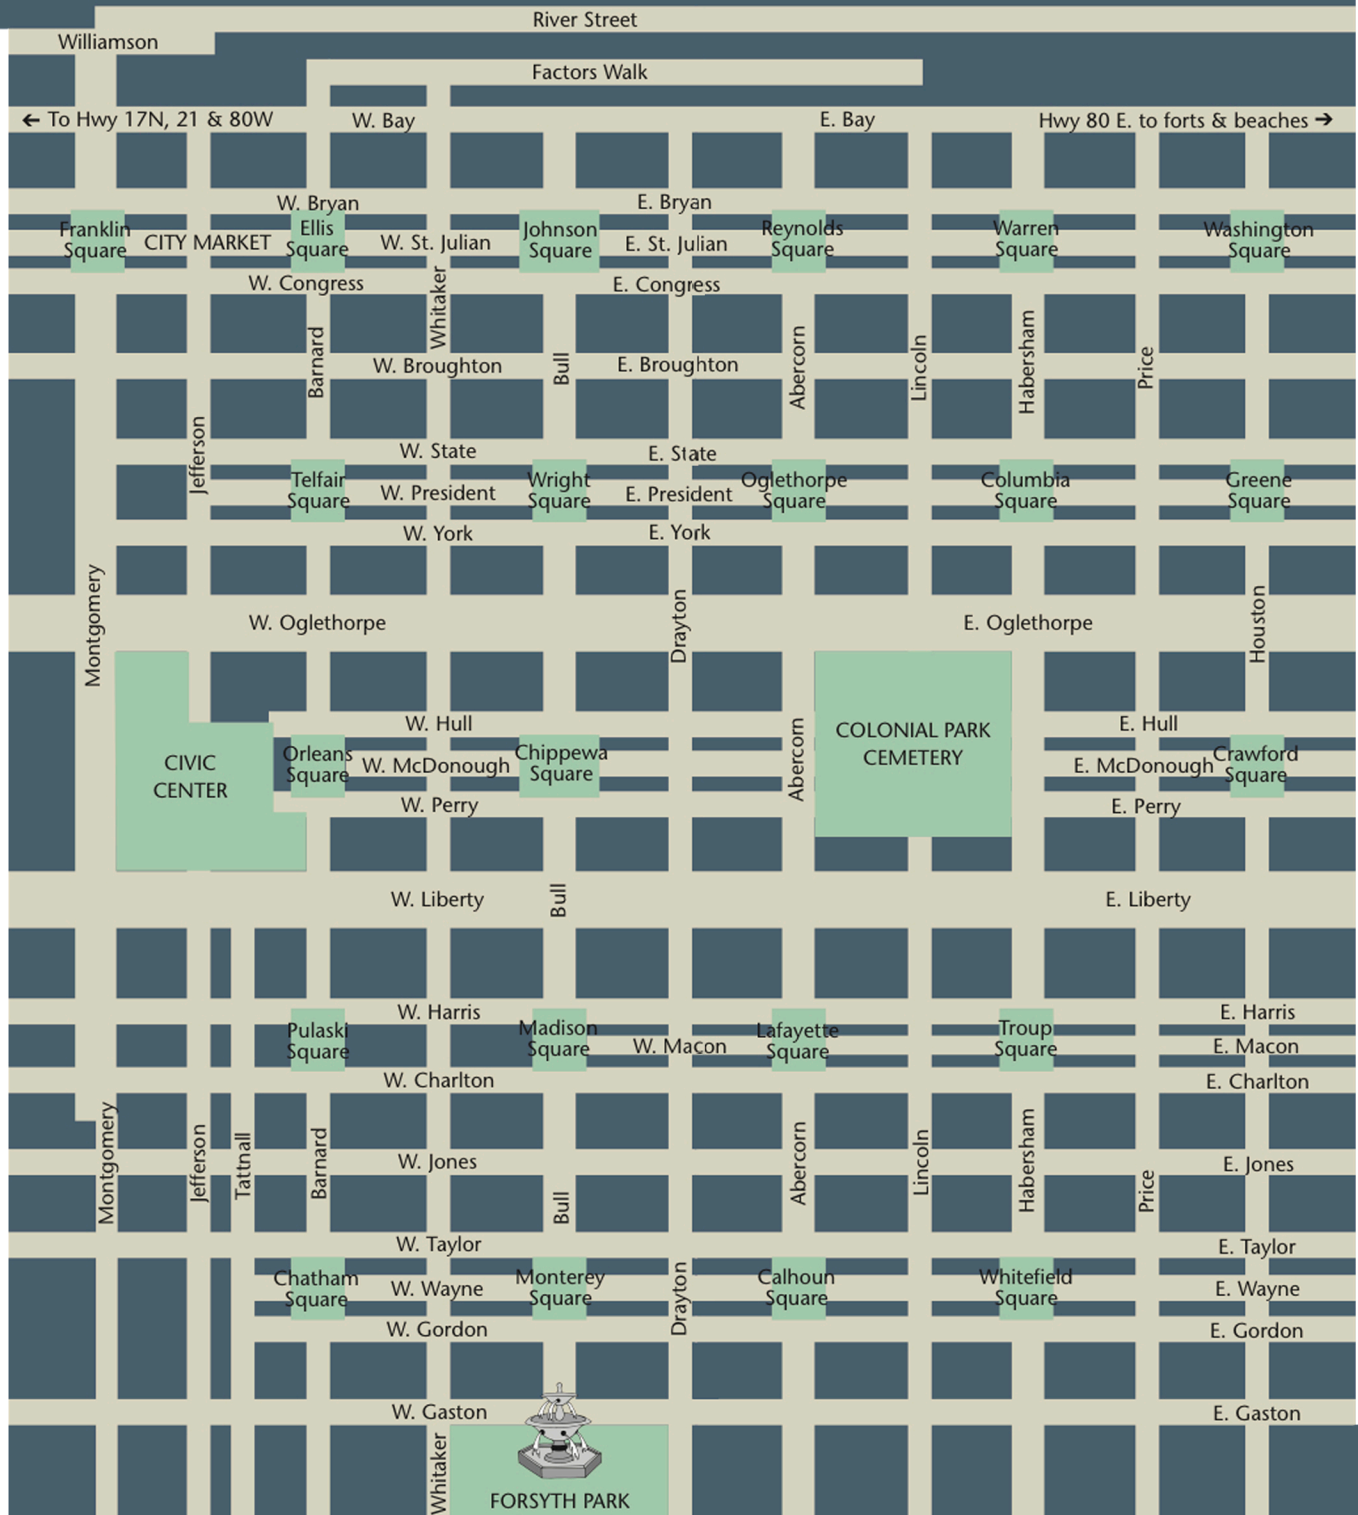 River Street
Williamson
Factors Walk
← To Hwy 17N, 21 & 80W
W. Bay
E. Bay
Hwy 80 E. to forts & beaches →
W. Bryan
E. Bryan
Franklin
Square
CITY MARKET
Ellis
Square
W. St. Julian
Johnson
Square
E. St. Julian
Reynolds
Square
Warren
Square
Washington
Square
W. Congress
E. Congress
Whitaker
Barnard
W. Broughton
Bull
E. Broughton
Abercorn
Lincoln
Habersham
Price
Jefferson
W. State
E. State
Telfair
Square
W. President
Wright
Square
E. President
Oglethorpe
Square
Columbia
Square
Greene
Square
W. York
E. York
Montgomery
W. Oglethorpe
Drayton
E. Oglethorpe
Houston
W. Hull
E. Hull
CIVIC
CENTER
Orleans
Square
W. McDonough
Chippewa
Square
Abercorn
COLONIAL PARK
CEMETERY
E. McDonough
Crawford
Square
W. Perry
E. Perry
W. Liberty
Bull
E. Liberty
W. Harris
E. Harris
Pulaski
Square
Madison
Square
W. Macon
Lafayette
Square
Troup
Square
E. Macon
W. Charlton
E. Charlton
Montgomery
Jefferson
Tattnall
Barnard
W. Jones
Bull
Abercorn
Lincoln
Habersham
Price
E. Jones
W. Taylor
E. Taylor
Chatham
Square
W. Wayne
Monterey
Square
Drayton
Calhoun
Square
Whitefield
Square
E. Wayne
W. Gordon
E. Gordon
W. Gaston
E. Gaston
Whitaker
FORSYTH PARK